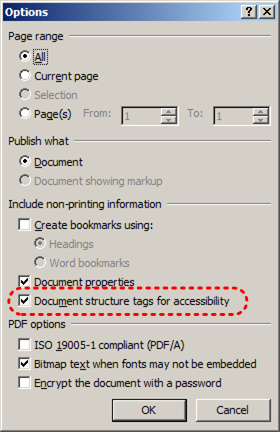 Options
Page range
All
Current page
Selection
Page(s) From: 1 To: 1
Publish what
Document
Document showing markup
Include non-printing information
Create bookmarks using:
Headings
Word bookmarks
Document properties
Document structure tags for accessibility
PDF options
ISO 19005-1 compliant (PDF/A)
Bitmap text when fonts may not be embedded
Encrypt the document with a password
OK Cancel